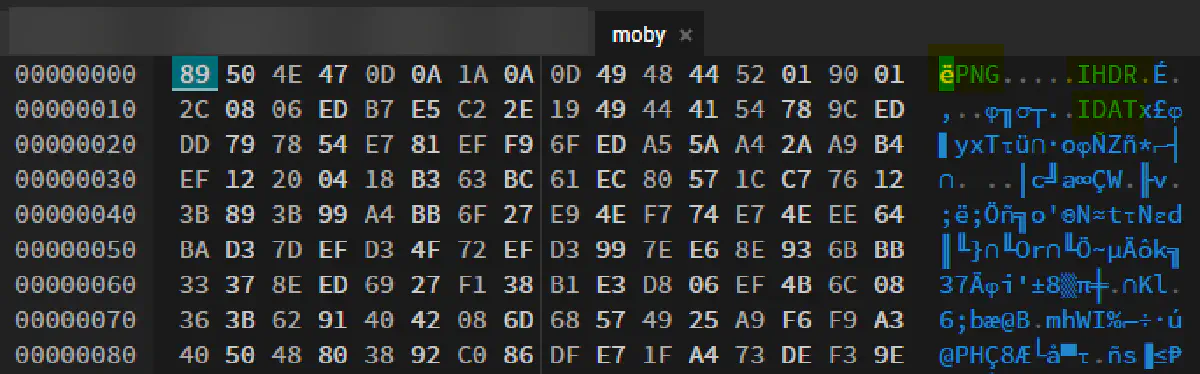 moby ×
00000000 89 50 4E 47 0D 0A 1A 0A 0D 49 48 44 52 01 90 01 ëPNG.....IHDR.É.
00000010 2C 08 06 ED B7 E5 C2 2E 19 49 44 41 54 78 9C ED ,..φ╖σ┬..IDATx£φ
00000020 DD 79 78 54 E7 81 EF F9 6F ED A5 5A A4 2A A9 B4 ▌yxTτü∩·oφÑZñ*⌐┤
00000030 EF 12 20 04 18 B3 63 BC 61 EC 80 57 1C C7 76 12 ∩. ..│c╝a∞ÇW.╟v.
00000040 3B 89 3B 99 A4 BB 6F 27 E9 4E F7 74 E7 4E EE 64 ;ë;Öñ╗o'ΘN≈tτNεd
00000050 BA D3 7D EF D3 4F 72 EF D3 99 7E E6 8E 93 6B BB ║╙}∩╙Or∩╙Ö~µÄôk╗
00000060 33 37 8E ED 69 27 F1 38 B1 E3 D8 06 EF 4B 6C 08 37Äφi'±8▒π╪.∩Kl.
00000070 36 3B 62 91 40 42 08 6D 68 57 49 25 A9 F6 F9 A3 6;bæ@B.mhWI%⌐÷·ú
00000080 40 50 48 80 38 92 C0 86 DF E7 1F A4 73 DE F3 9E @PHÇ8Æ└å▀τ.ñs▐≤₧